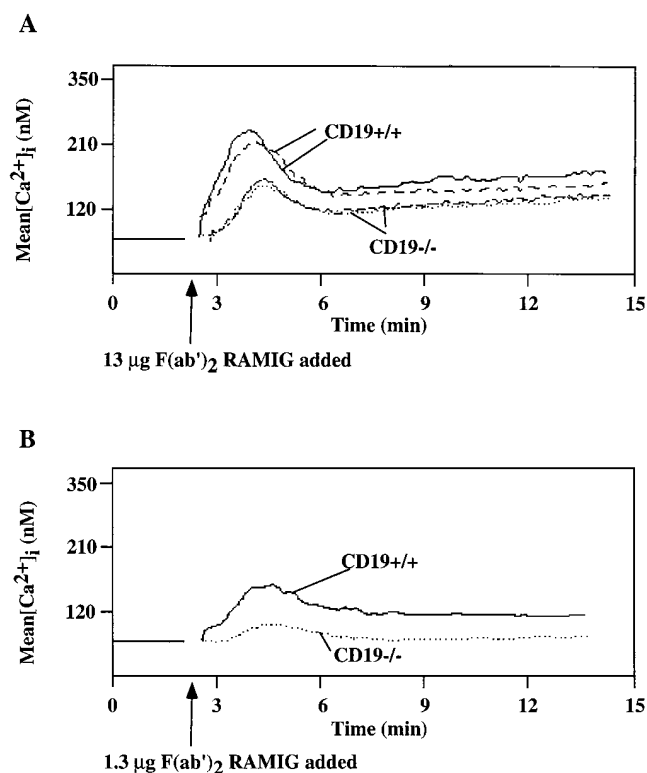 A
Mean[Ca2+]i (nM)
350
210
120
CD19+/+
CD19-/-
0 3 6 9 12 15
Time (min)
13 µg F(ab')2 RAMIG added
B
Mean[Ca2+]i (nM)
350
210
120
CD19+/+
CD19-/-
0 3 6 9 12 15
Time (min)
1.3 µg F(ab')2 RAMIG added